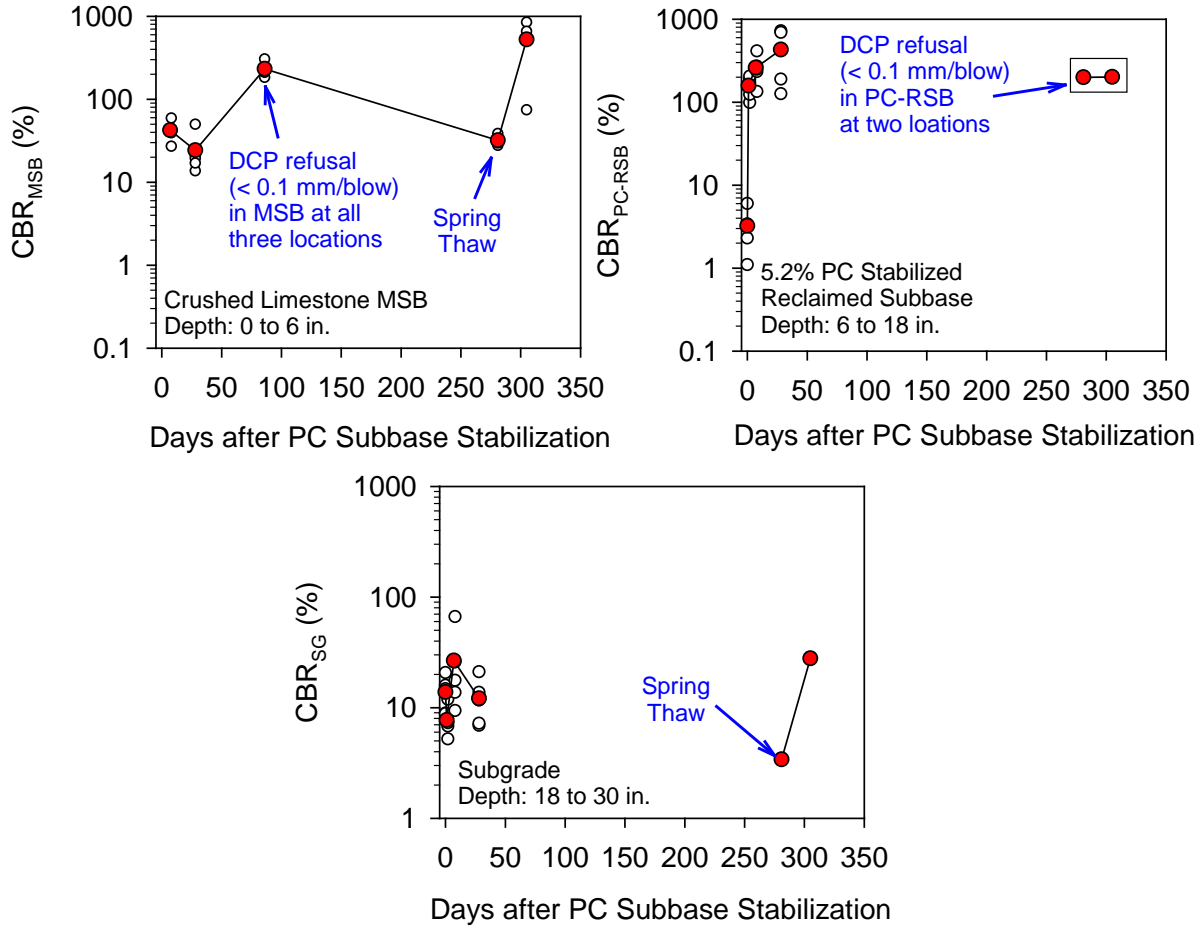 1000
100
10
1
0.1
CBR_MSB (%)
DCP refusal
(< 0.1 mm/blow)
in MSB at all
three locations
Spring
Thaw
Crushed Limestone MSB
Depth: 0 to 6 in.
0 50 100 150 200 250 300 350
Days after PC Subbase Stabilization
1000
100
10
1
0.1
CBR_PC-RSB (%)
DCP refusal
(< 0.1 mm/blow)
in PC-RSB
at two loations
5.2% PC Stabilized
Reclaimed Subbase
Depth: 6 to 18 in.
0 50 100 150 200 250 300 350
Days after PC Subbase Stabilization
1000
100
10
1
CBR_SG (%)
Spring
Thaw
Subgrade
Depth: 18 to 30 in.
0 50 100 150 200 250 300 350
Days after PC Subbase Stabilization